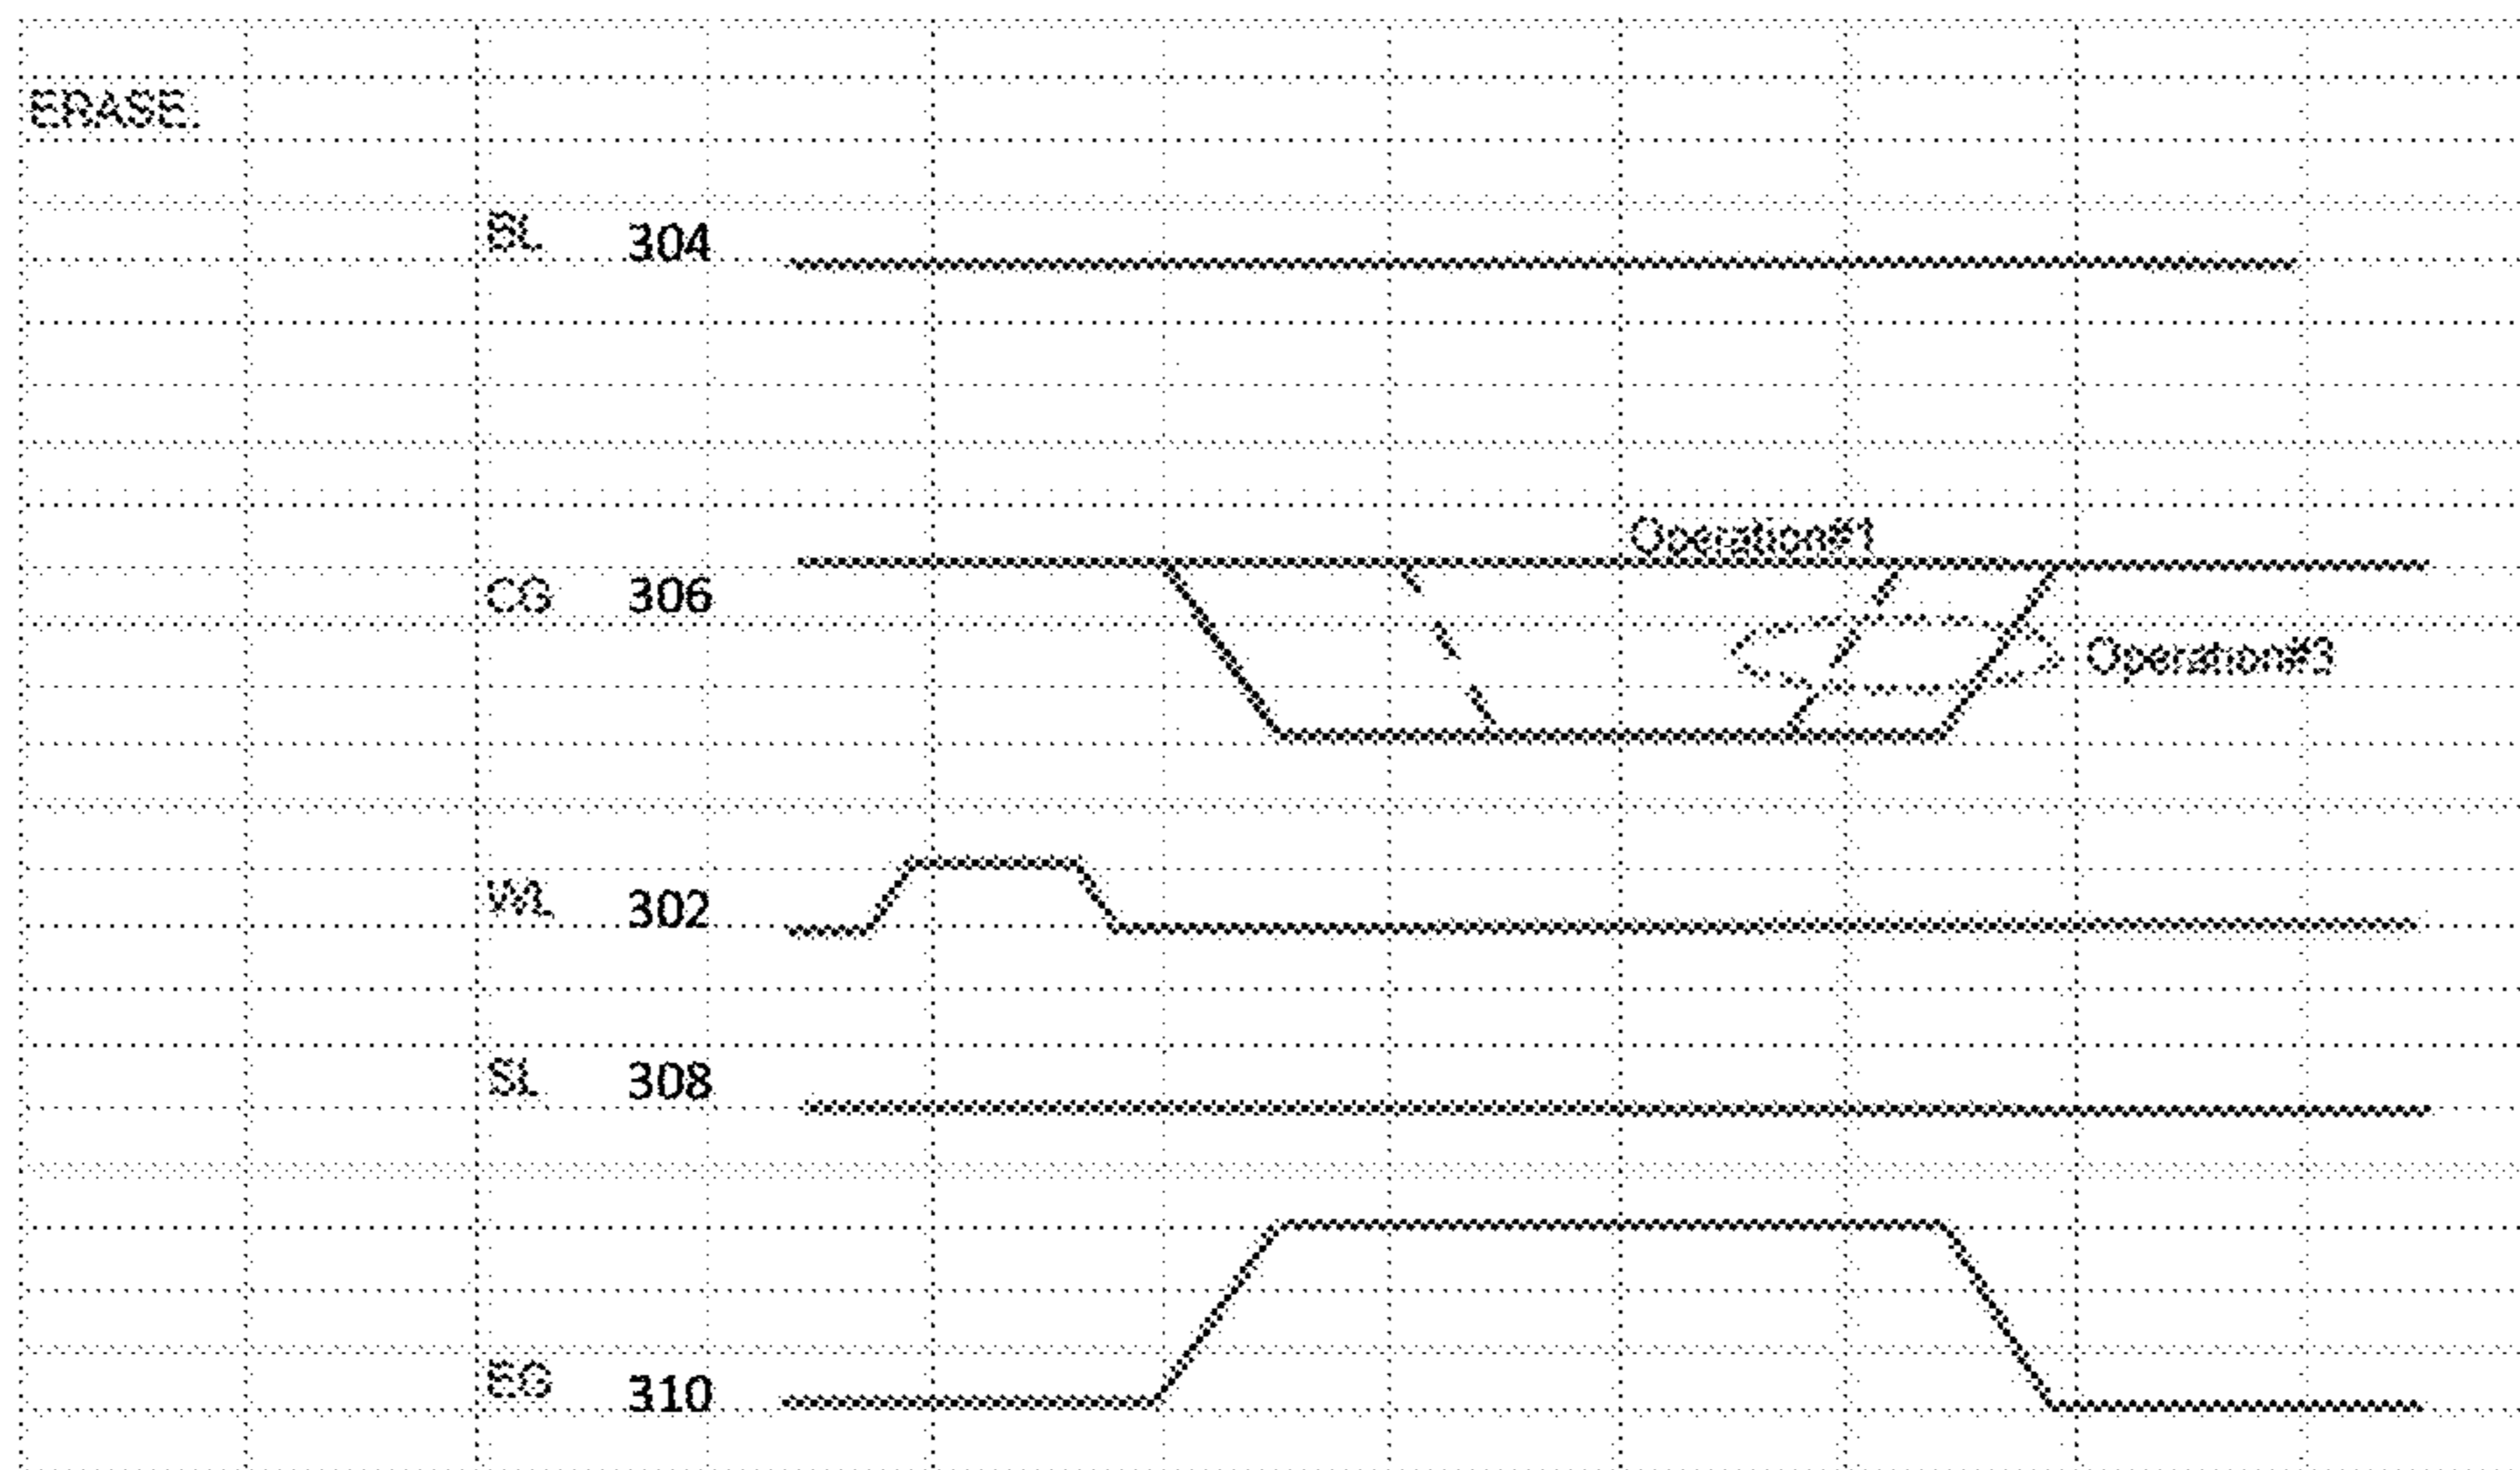 ERASE
BL 304
Operation#1
CG 306
Operation#3
WL 302
SL 308
EG 310